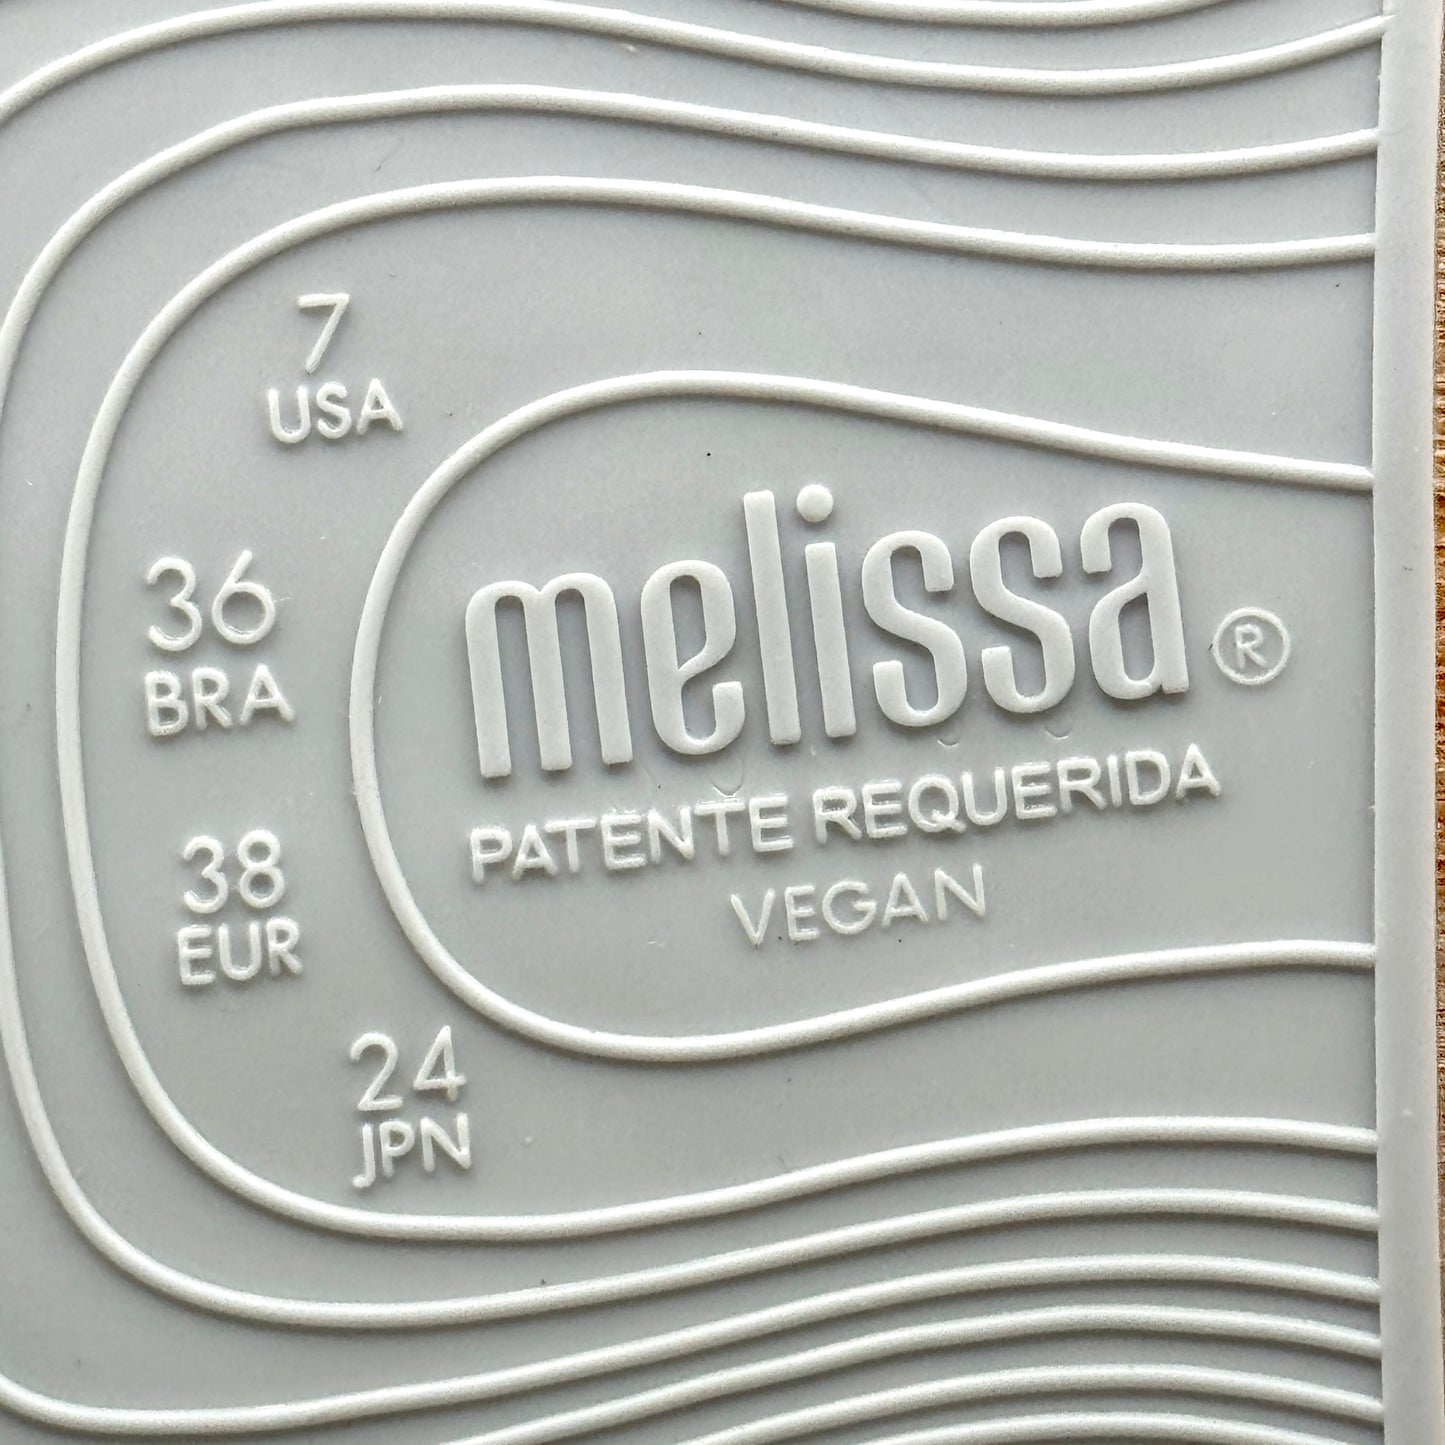 7
USA
36
BRA
38
EUR
24
JPN
melissa®
PATENTE REQUERIDA
VEGAN